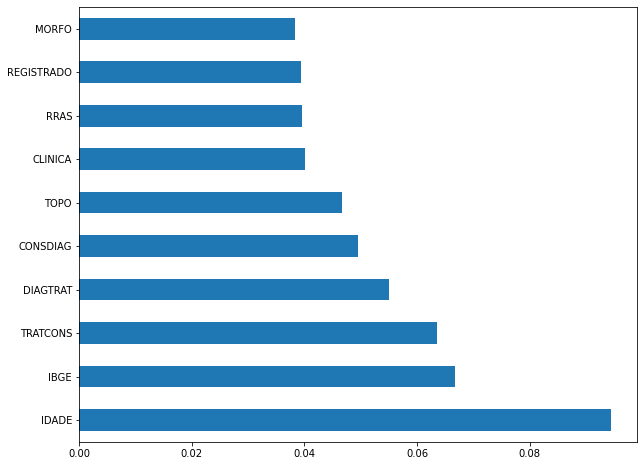 MORFO
REGISTRADO
RRAS
CLINICA
TOPO
CONSDIAG
DIAGTRAT
TRATCONS
IBGE
IDADE
0.00 0.02 0.04 0.06 0.08